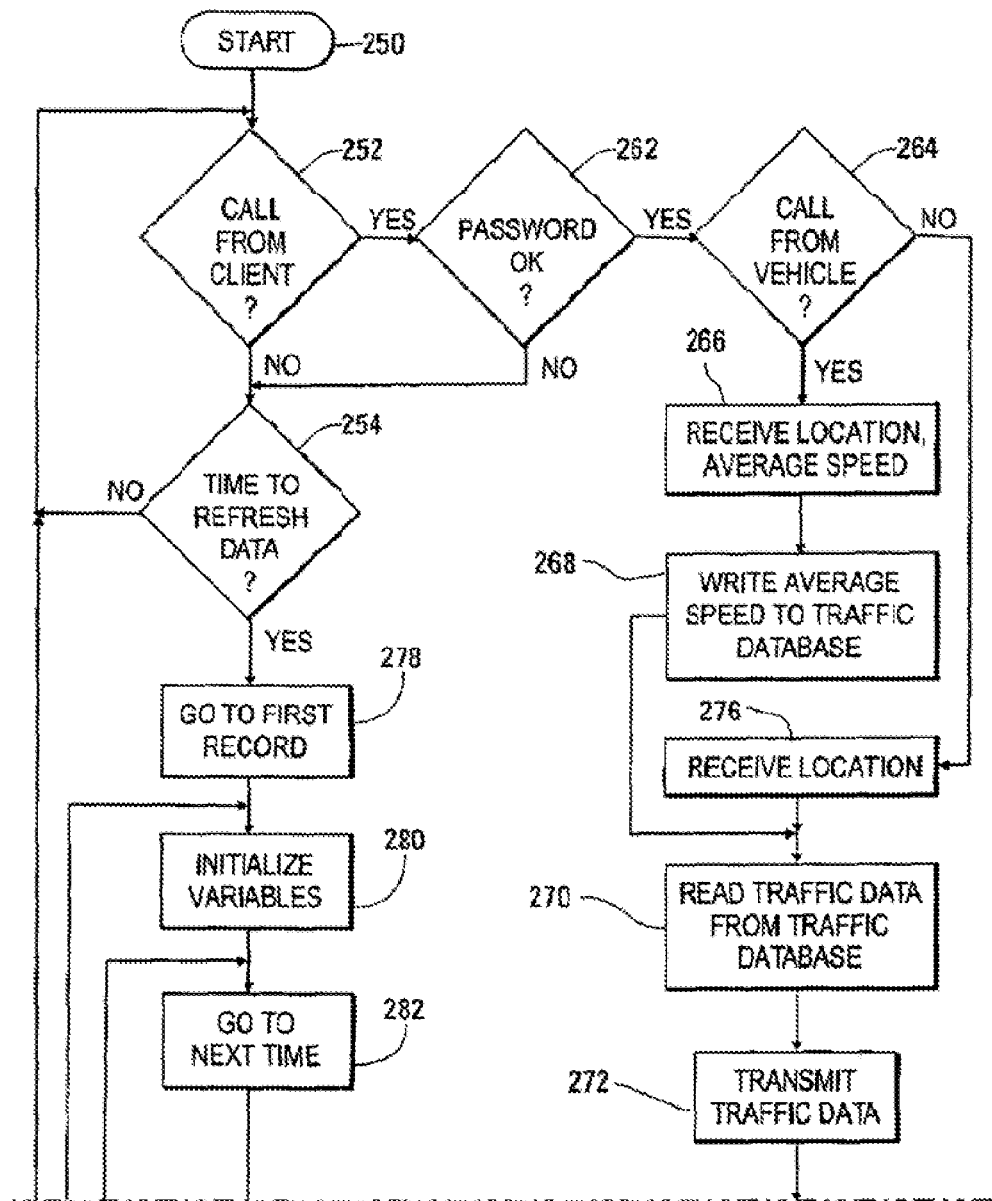 START
250
252
CALL
FROM
CLIENT
?
YES
262
PASSWORD
OK
?
YES
264
CALL
FROM
VEHICLE
?
NO
NO
NO
266
YES
RECEIVE LOCATION,
AVERAGE SPEED
254
TIME TO
REFRESH
DATA
?
NO
YES
268
WRITE AVERAGE
SPEED TO TRAFFIC
DATABASE
278
GO TO FIRST
RECORD
276
RECEIVE LOCATION
280
INITIALIZE
VARIABLES
270
READ TRAFFIC DATA
FROM TRAFFIC
DATABASE
282
GO TO
NEXT TIME
272
TRANSMIT
TRAFFIC DATA